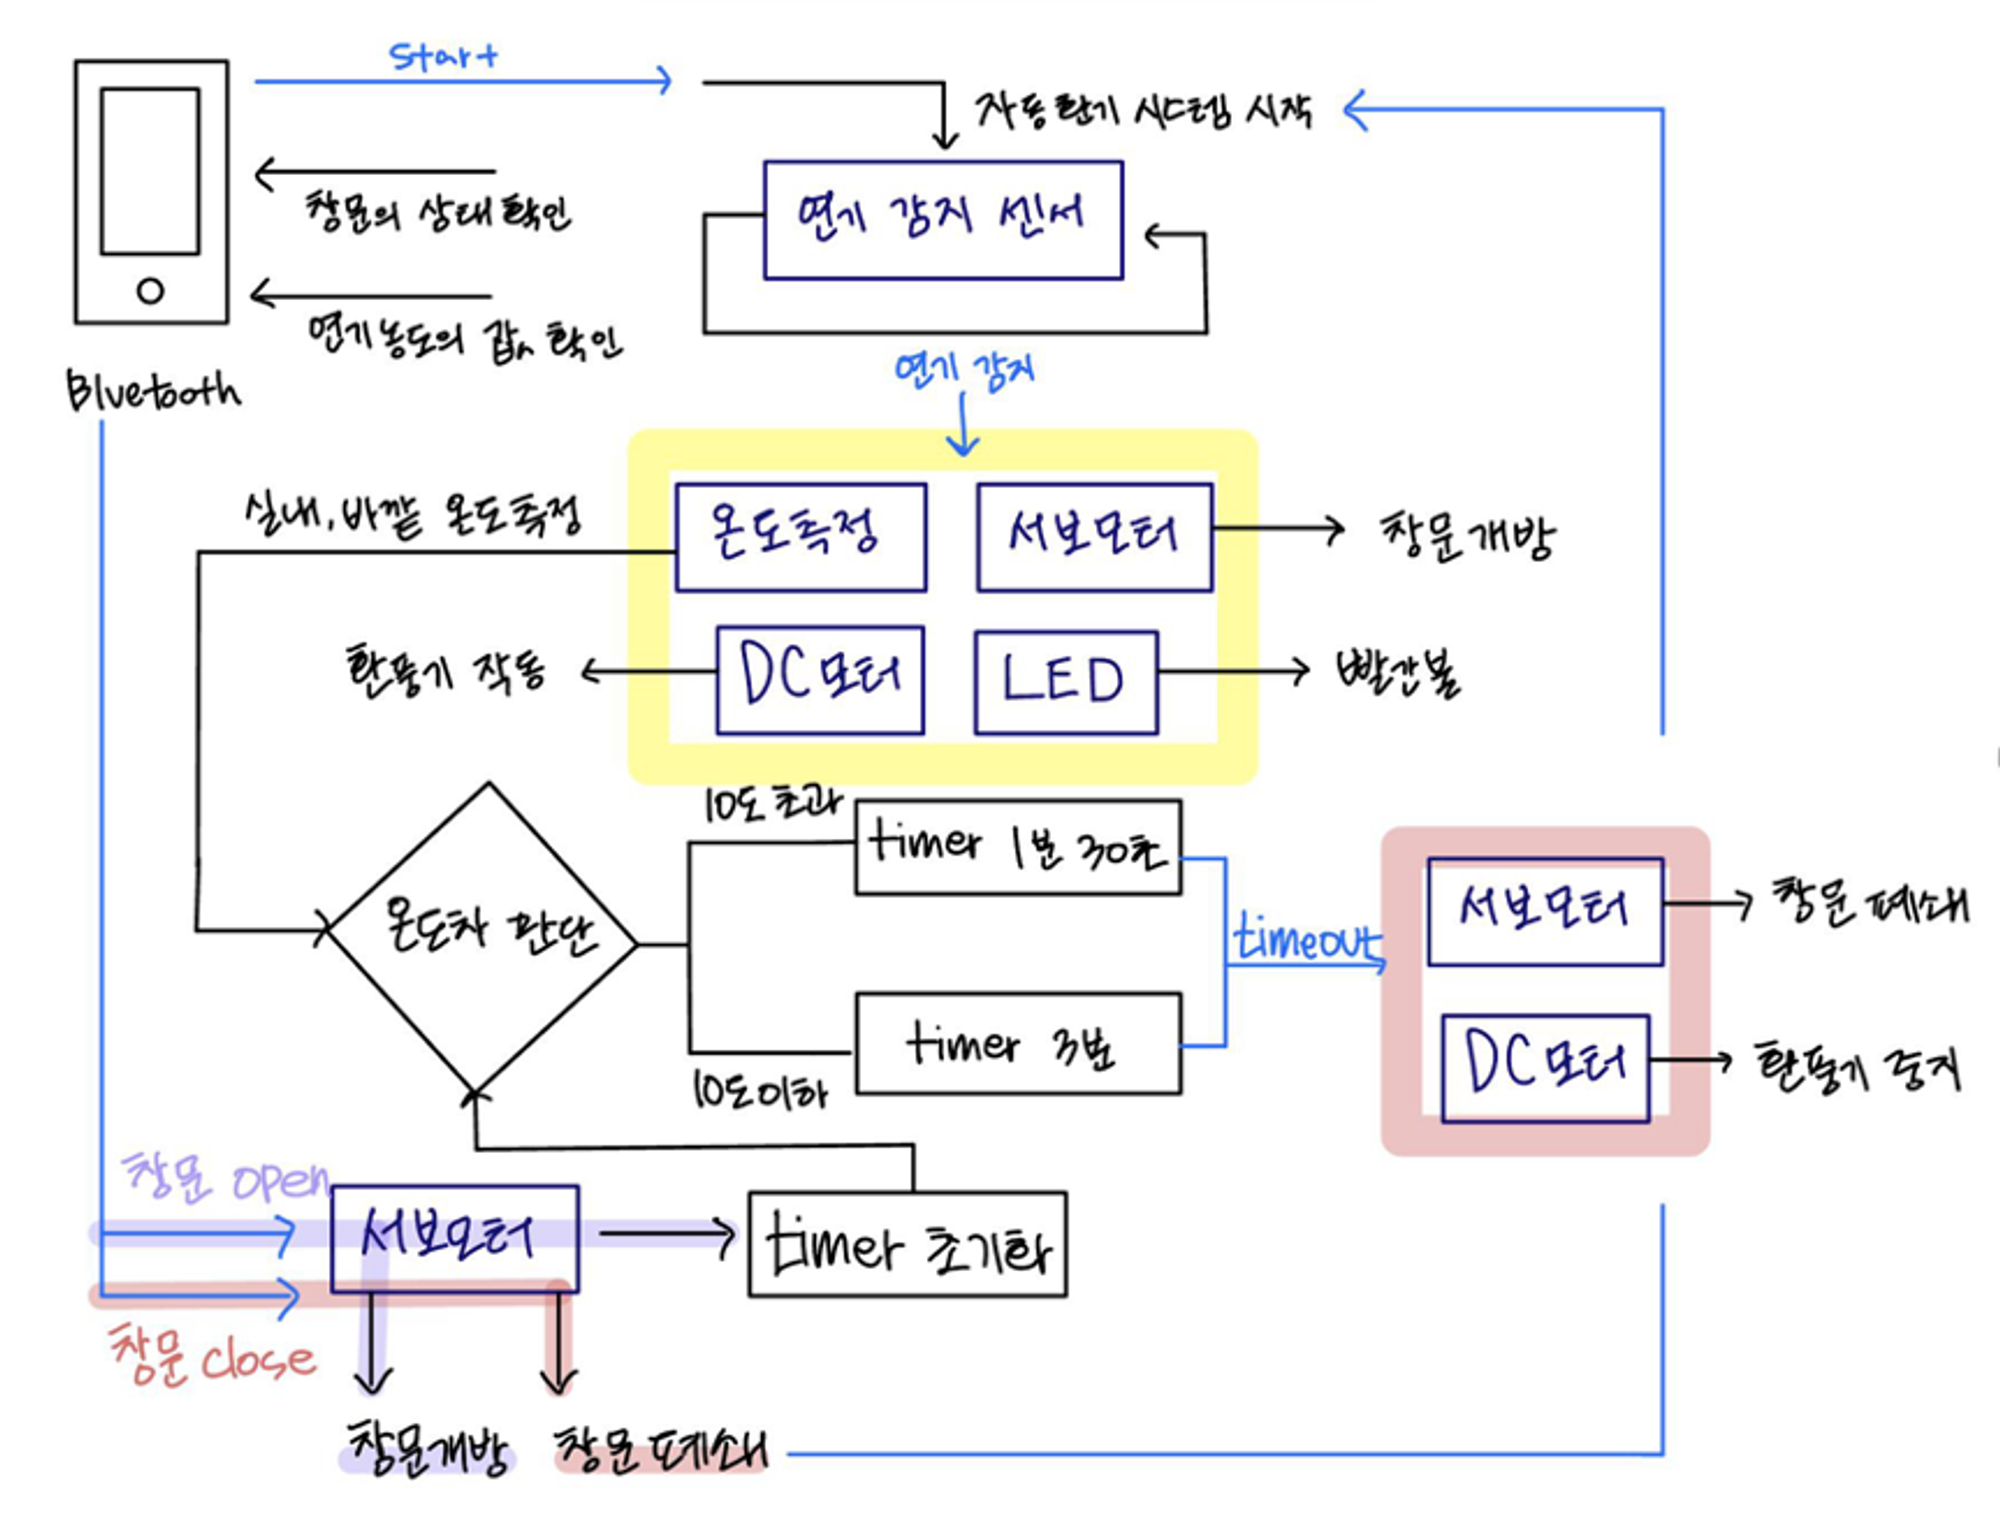 Start
자동환기 시스템 시작
창문의 상태 확인
연기 감지 센서
연기농도의 값 확인
Bluetooth
연기 감지
실내, 바깥 온도측정
온도측정
서보모터
창문개방
환풍기 작동
DC모터
LED
빨간불
10도 초과
timer 1분 30초
온도차 판단
timeout
서보모터
창문 폐쇄
timer 3분
10도이하
DC모터
환풍기 중지
창문 open
서보모터
timer 초기화
창문 close
창문개방
창문 폐쇄